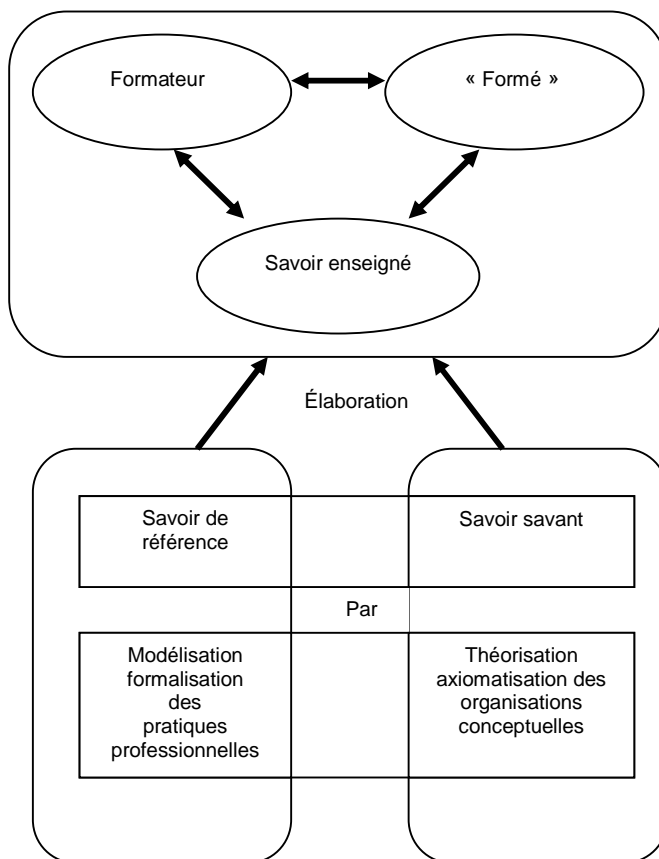 Formateur
« Formé »
Savoir enseigné
Élaboration
Savoir de
référence
Savoir savant
Par
Modélisation
formalisation
des
pratiques
professionnelles
Théorisation
axiomatisation des
organisations
conceptuelles